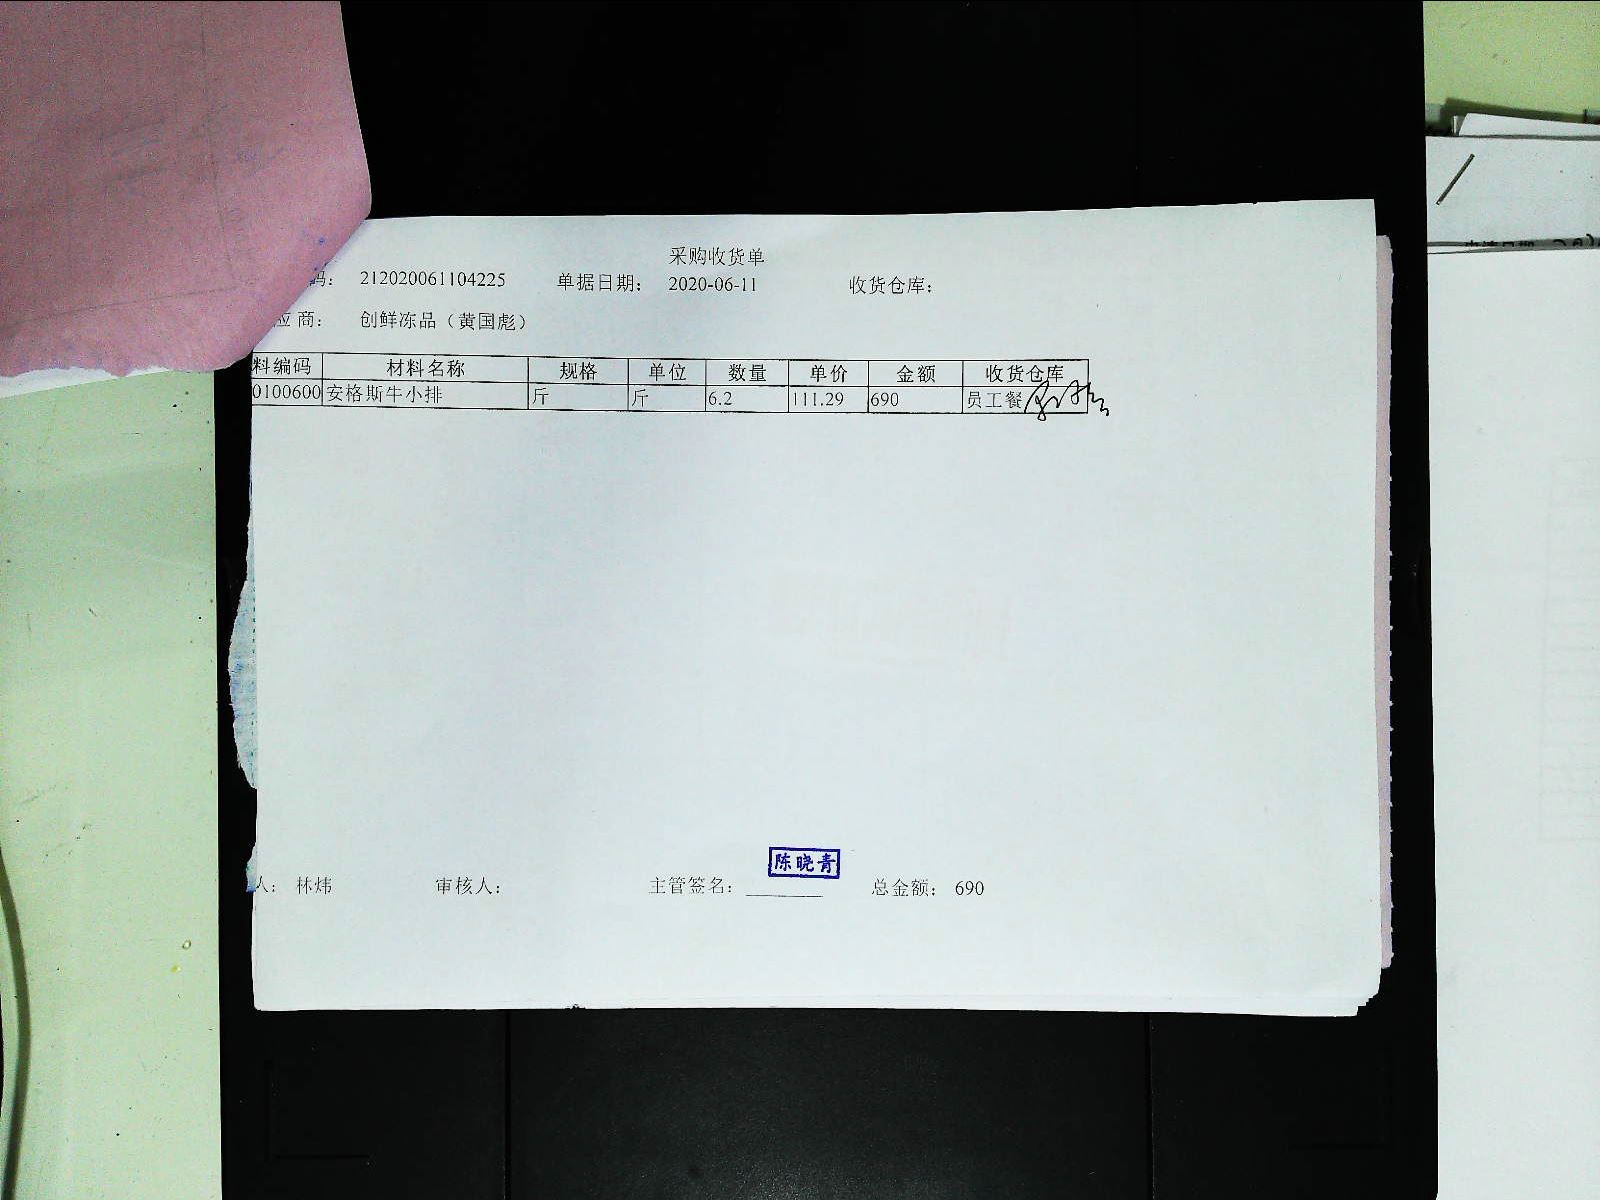 采购收货单
码： 212020061104225 单据日期： 2020-06-11 收货仓库：
应商： 创鲜冻品（黄国彪）
料编码 材料名称 规格 单位 数量 单价 金额 收货仓库
0100600 安格斯牛小排 斤 斤 6.2 111.29 690 员工餐
陈晓青
人： 林炜 审核人： 主管签名： 总金额： 690